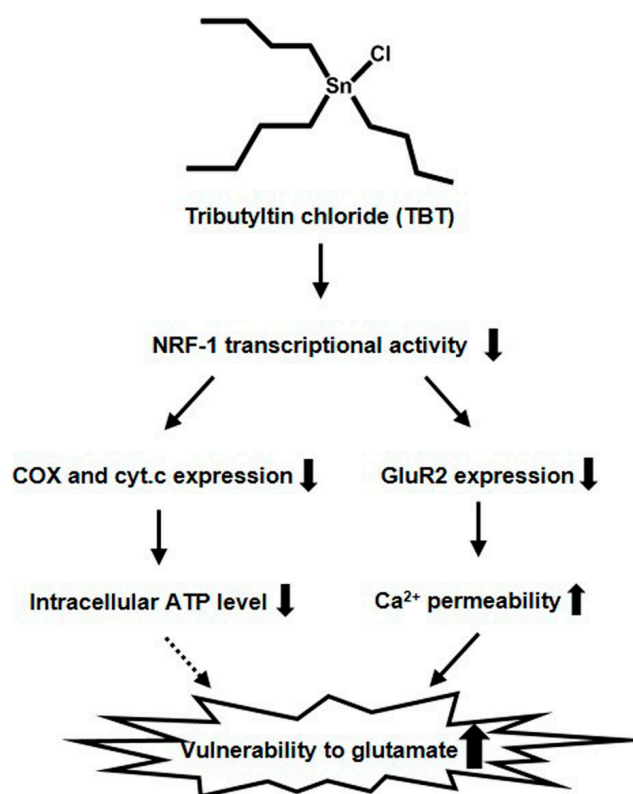 Cl
Sn
Tributyltin chloride (TBT)
NRF-1 transcriptional activity
COX and cyt.c expression
GluR2 expression
Intracellular ATP level
Ca²⁺ permeability
Vulnerability to glutamate